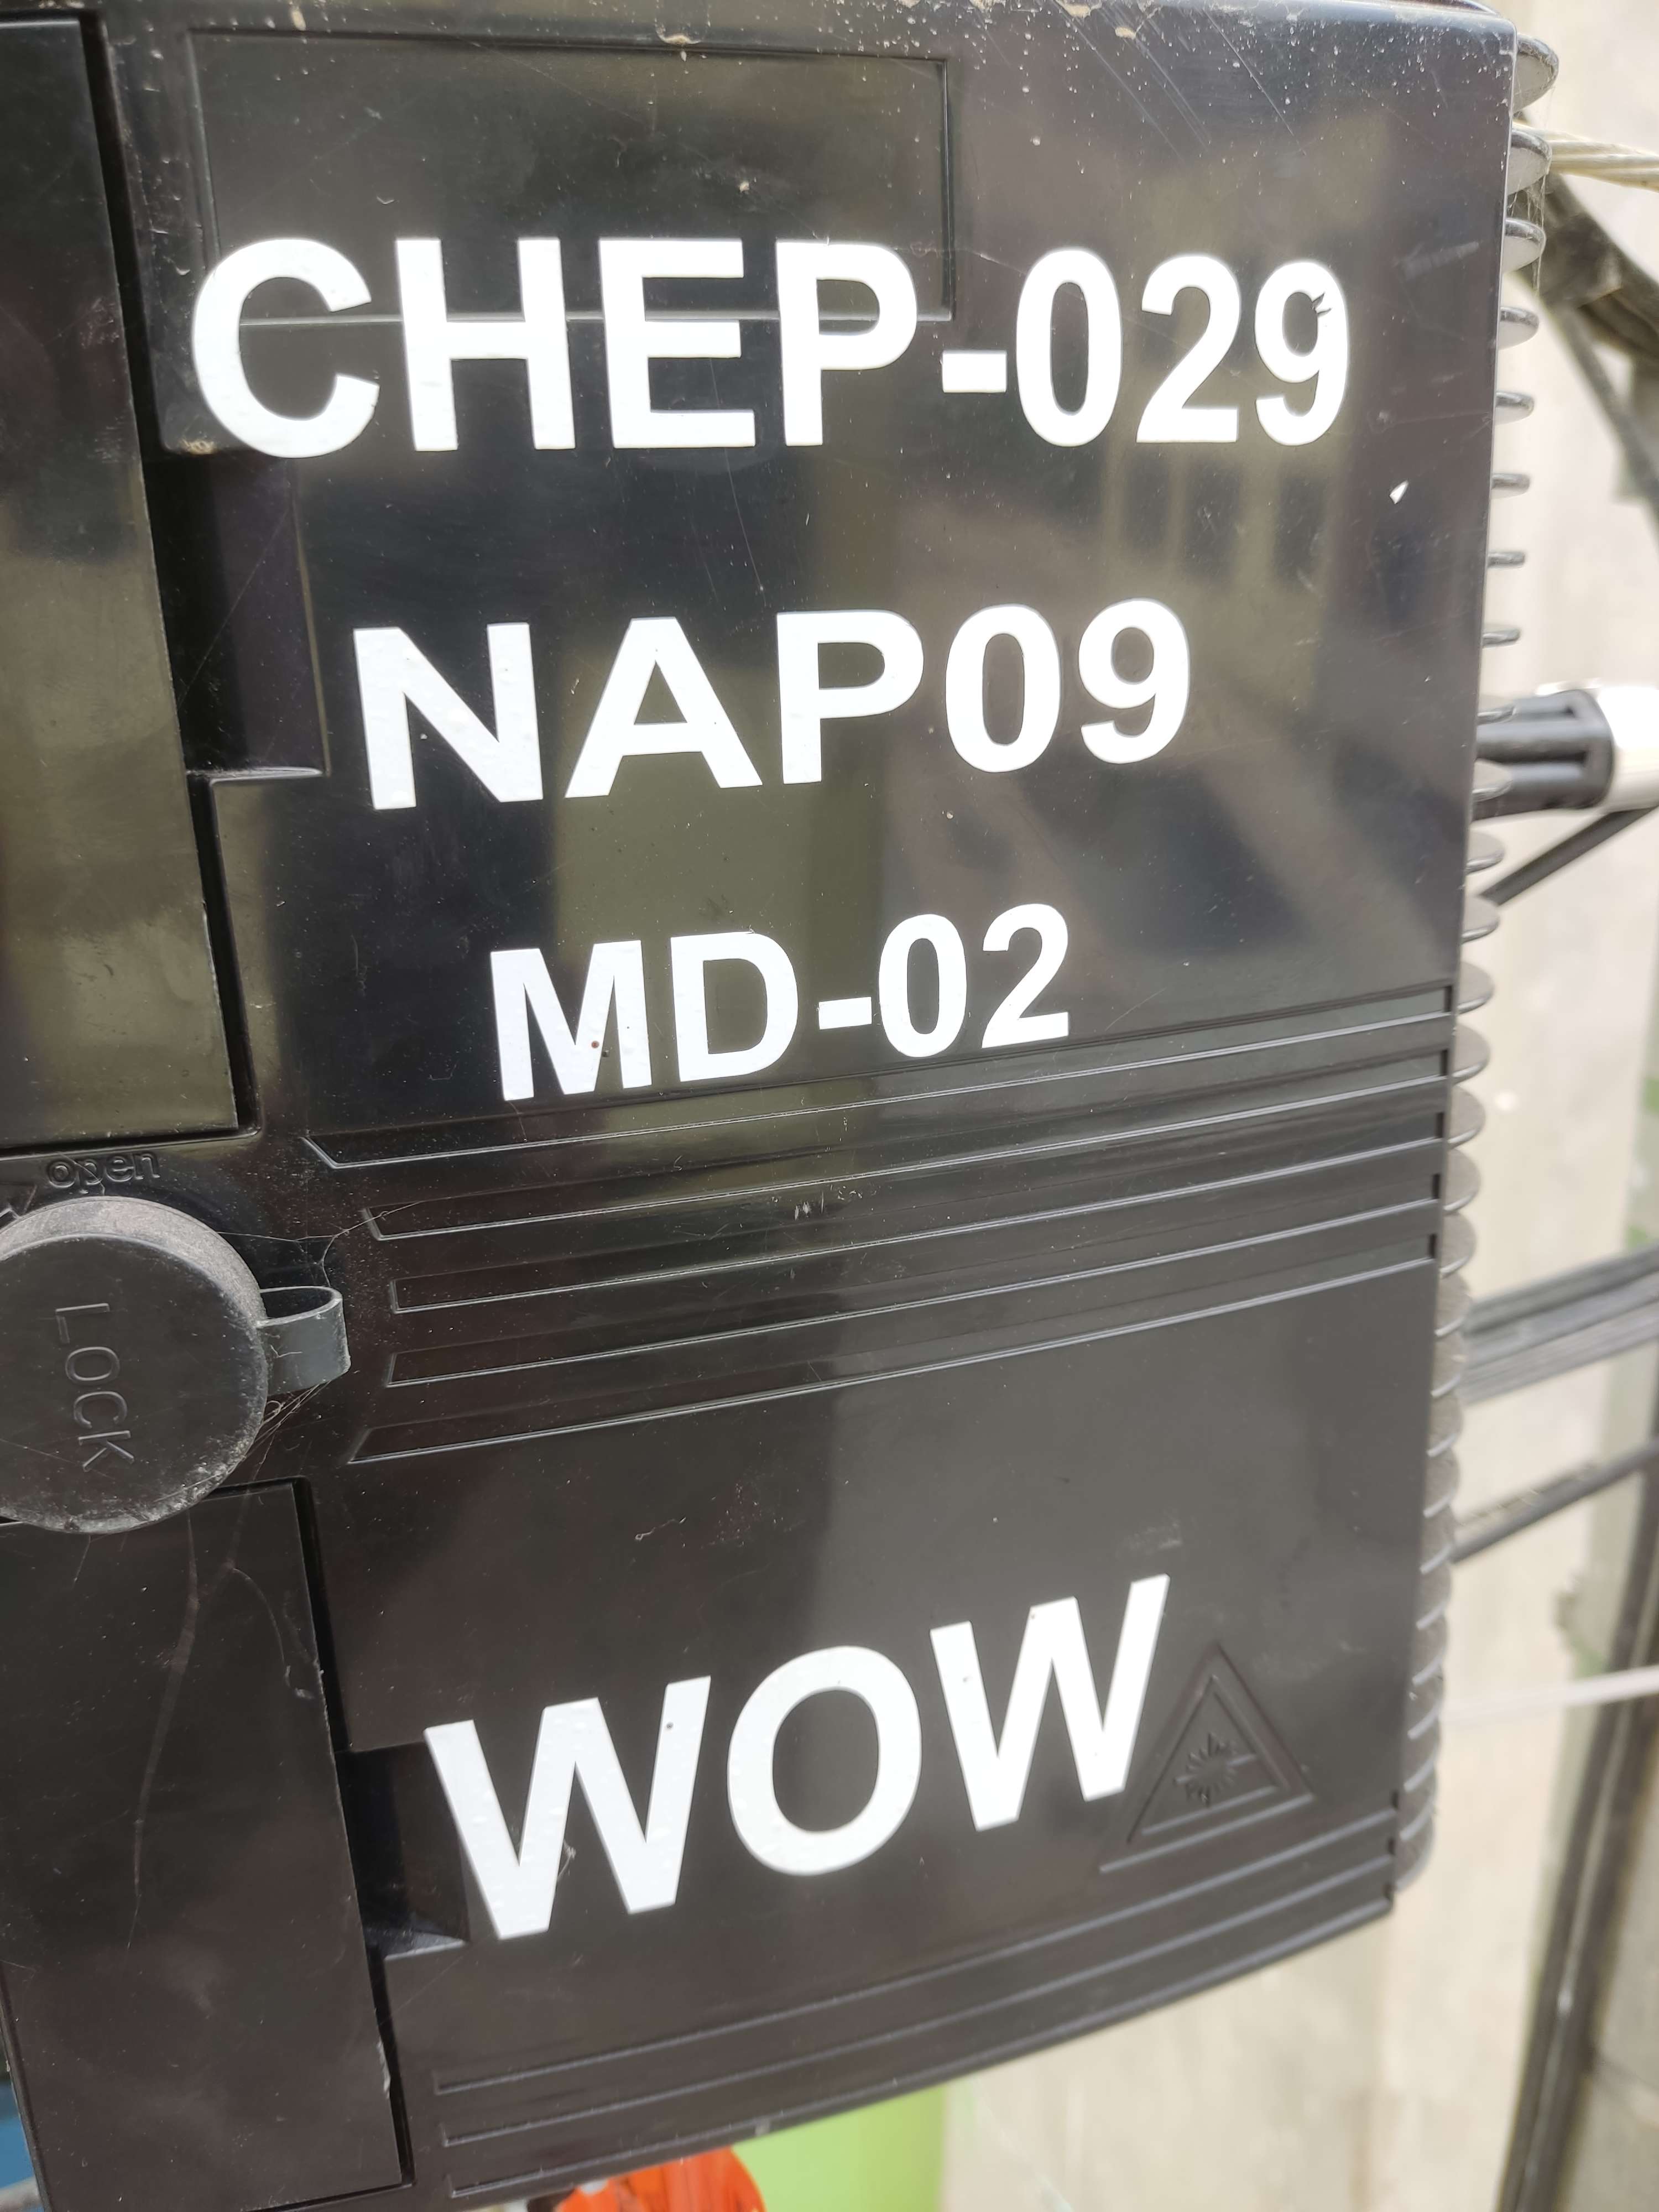 CHEP-029
NAP09
MD-02
open
LOCK
WOW